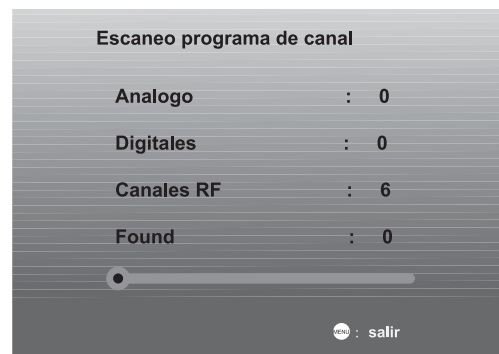 Escaneo programa de canal
Analogo : 0
Digitales : 0
Canales RF : 6
Found : 0
MENU : salir